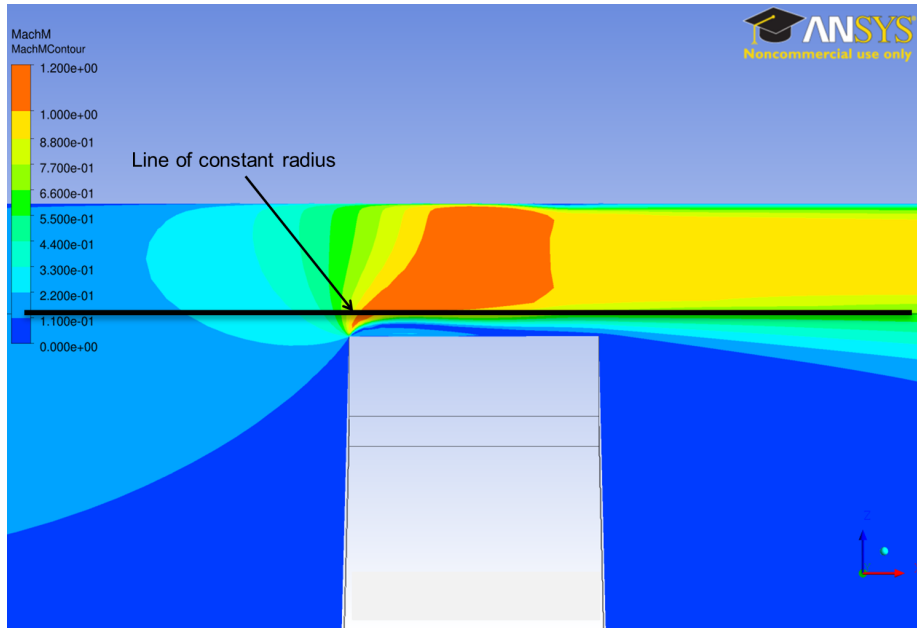 MachM
MachMContour
ANSYS
Noncommercial use only
1.200e+00
1.000e+00
8.800e-01
7.700e-01
6.600e-01
5.500e-01
4.400e-01
3.300e-01
2.200e-01
1.100e-01
0.000e+00
Line of constant radius
Z